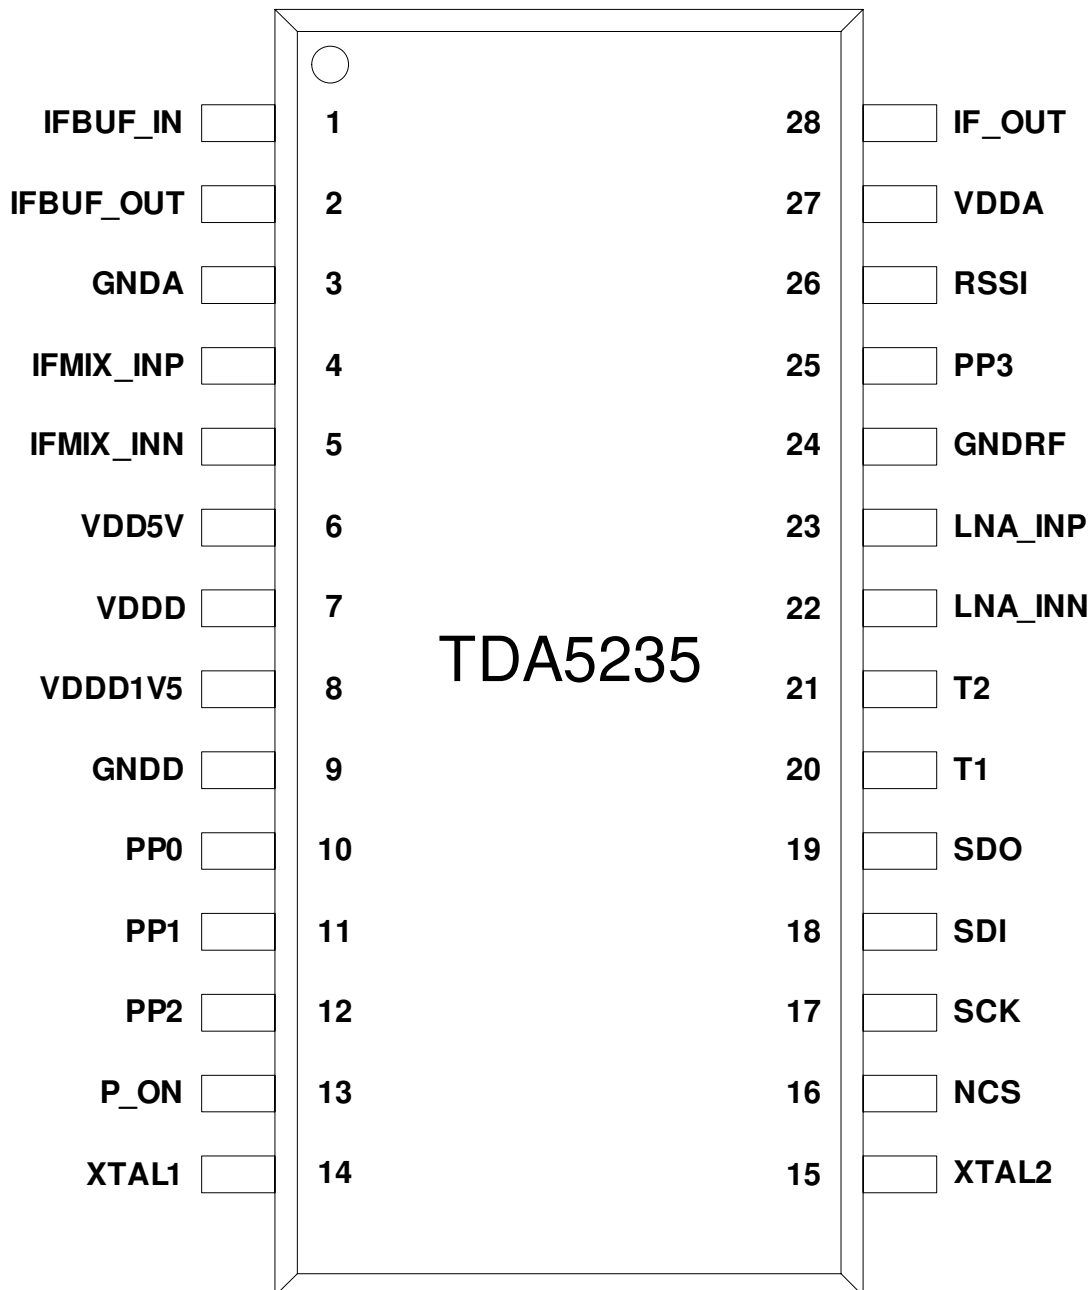 IFBUF_IN 1 28 IF_OUT
IFBUF_OUT 2 27 VDDA
GNDA 3 26 RSSI
IFMIX_INP 4 25 PP3
IFMIX_INN 5 24 GNDRF
VDD5V 6 23 LNA_INP
VDDD 7 22 LNA_INN
TDA5235
VDDD1V5 8 21 T2
GNDD 9 20 T1
PP0 10 19 SDO
PP1 11 18 SDI
PP2 12 17 SCK
P_ON 13 16 NCS
XTAL1 14 15 XTAL2